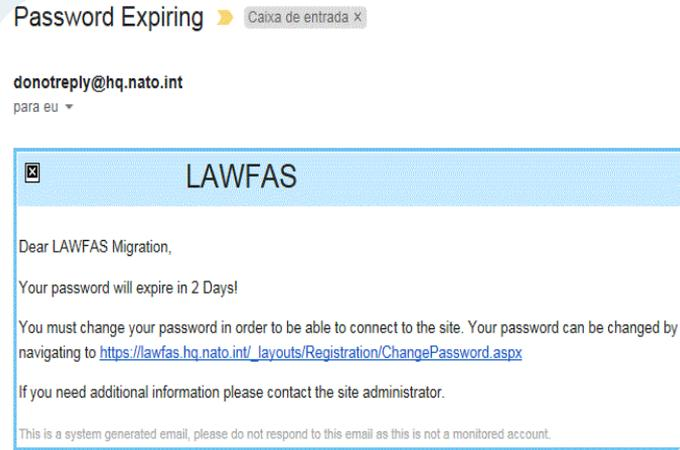 Password Expiring Caixa de entrada x
donotreply@hq.nato.int
para eu
LAWFAS
Dear LAWFAS Migration,
Your password will expire in 2 Days!
You must change your password in order to be able to connect to the site. Your password can be changed by
navigating to https://lawfas.hq.nato.int/_layouts/Registration/ChangePassword.aspx
If you need additional information please contact the site administrator.
This is a system generated email, please do not respond to this email as this is not a monitored account.